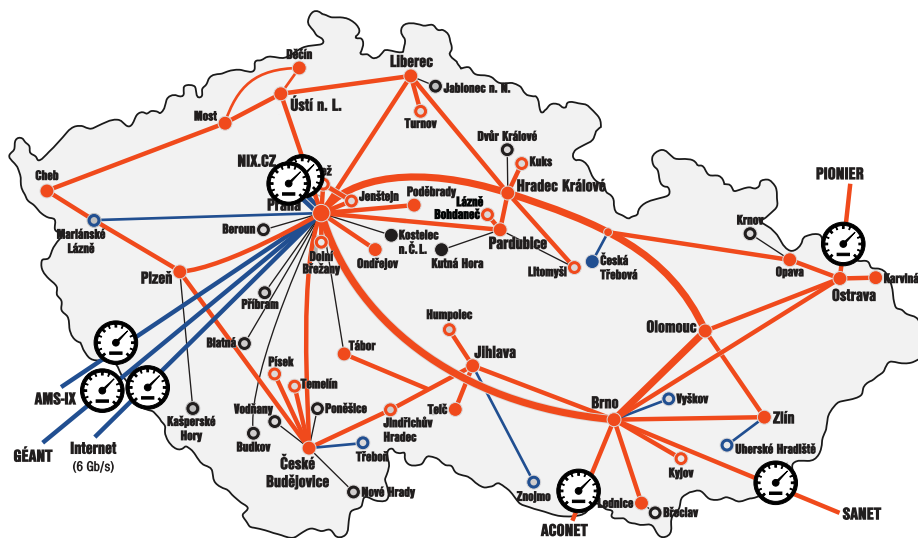 Děčín
Liberec
Jablonec n. N.
Ústí n. L.
Most
Turnov
Dvůr Králové
NIX.CZ
Kuks
PIONIER
Cheb
Jenštejn
Poděbrady
Hradec Králové
Lázně
Bohdaneč
Praha
Krnov
Mariánské
Lázně
Beroun
Kostelec
n.Č.L.
Pardubice
Dolní
Břežany
Ondřejov
Kutná Hora
Litomyšl
Česká
Třebová
Opava
Karviná
Plzeň
Ostrava
Příbram
Humpolec
Olomouc
Blatná
Tábor
Jihlava
Písek
Temelín
AMS-IX
Brno
Vyškov
Vodňany
Poněšice
Telč
Zlín
Kašperské
Hory
Jindřichův
Hradec
Budkov
Internet
(6 Gb/s)
GÉANT
České
Budějovice
Třeboň
Uherské Hradiště
Kyjov
Nové Hrady
Znojmo
Lednice
Břeclav
ACONET
SANET